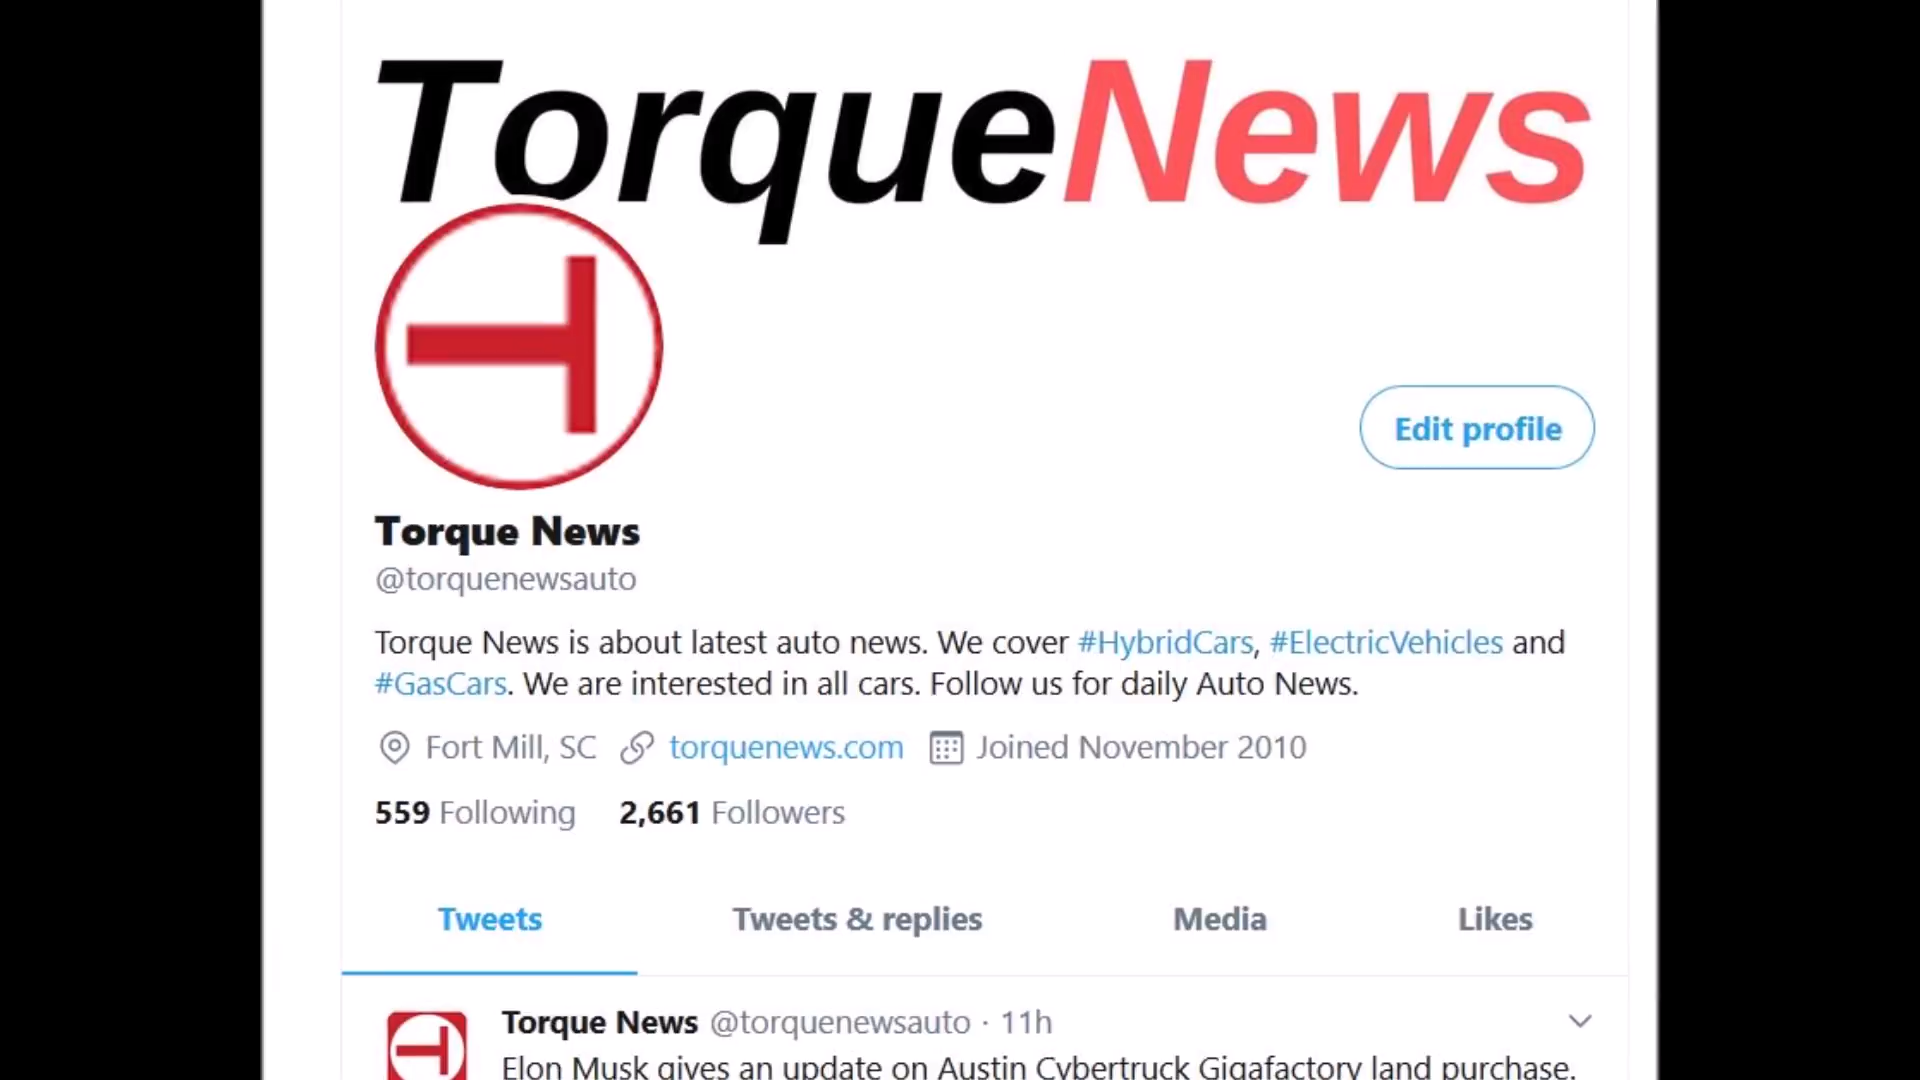 TorqueNews
T
Edit profile
Torque News
@torquenewsauto
Torque News is about latest auto news. We cover #HybridCars, #ElectricVehicles and
#GasCars. We are interested in all cars. Follow us for daily Auto News.
Fort Mill, SC torquenews.com Joined November 2010
559 Following 2,661 Followers
Tweets Tweets & replies Media Likes
Torque News @torquenewsauto · 11h
T
Elon Musk gives an update on Austin Cybertruck Gigafactory land purchase.